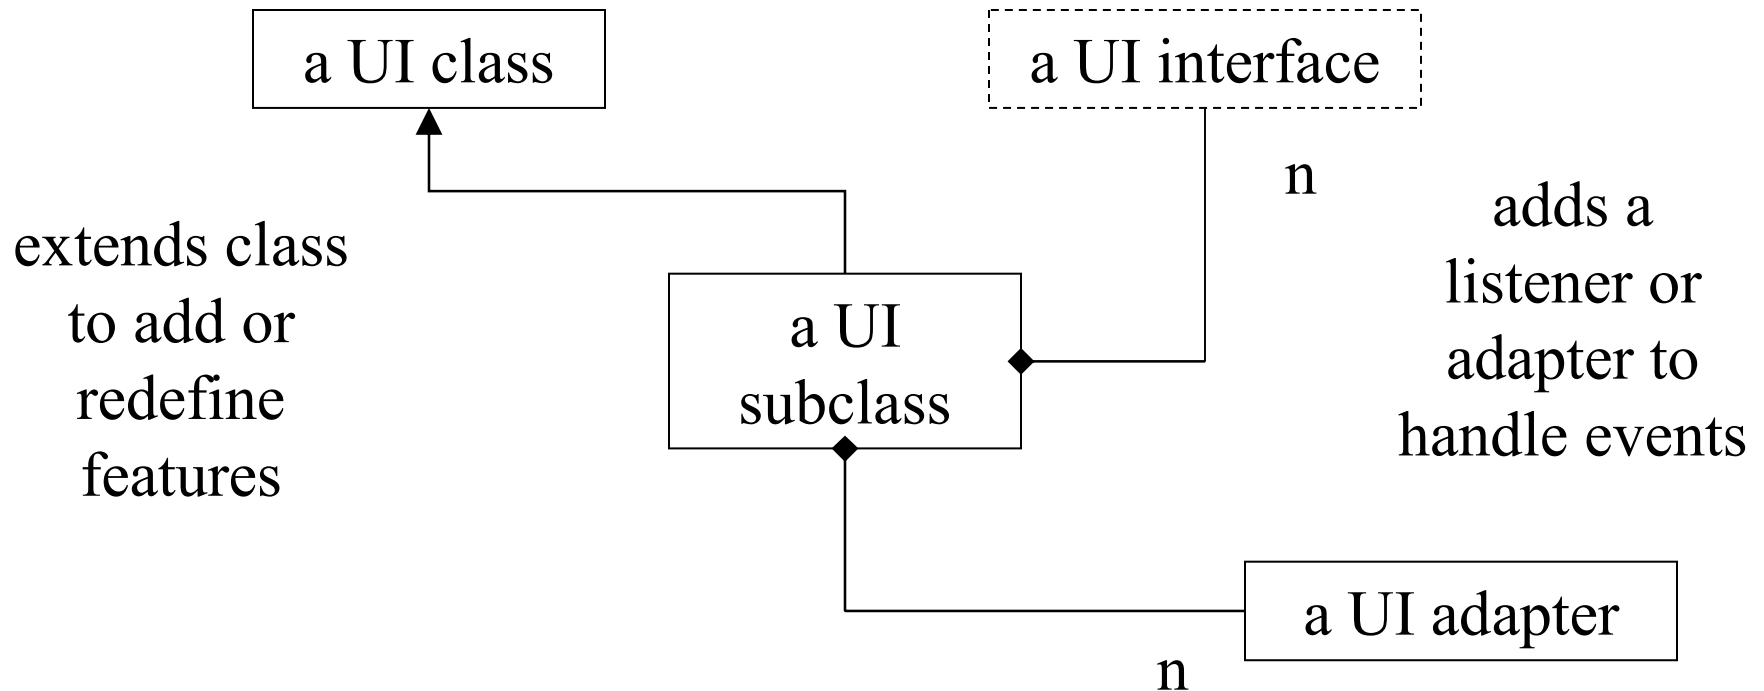 a UI class
a UI interface
n
extends class
to add or
redefine
features
adds a
listener or
adapter to
handle events
a UI
subclass
a UI adapter
n